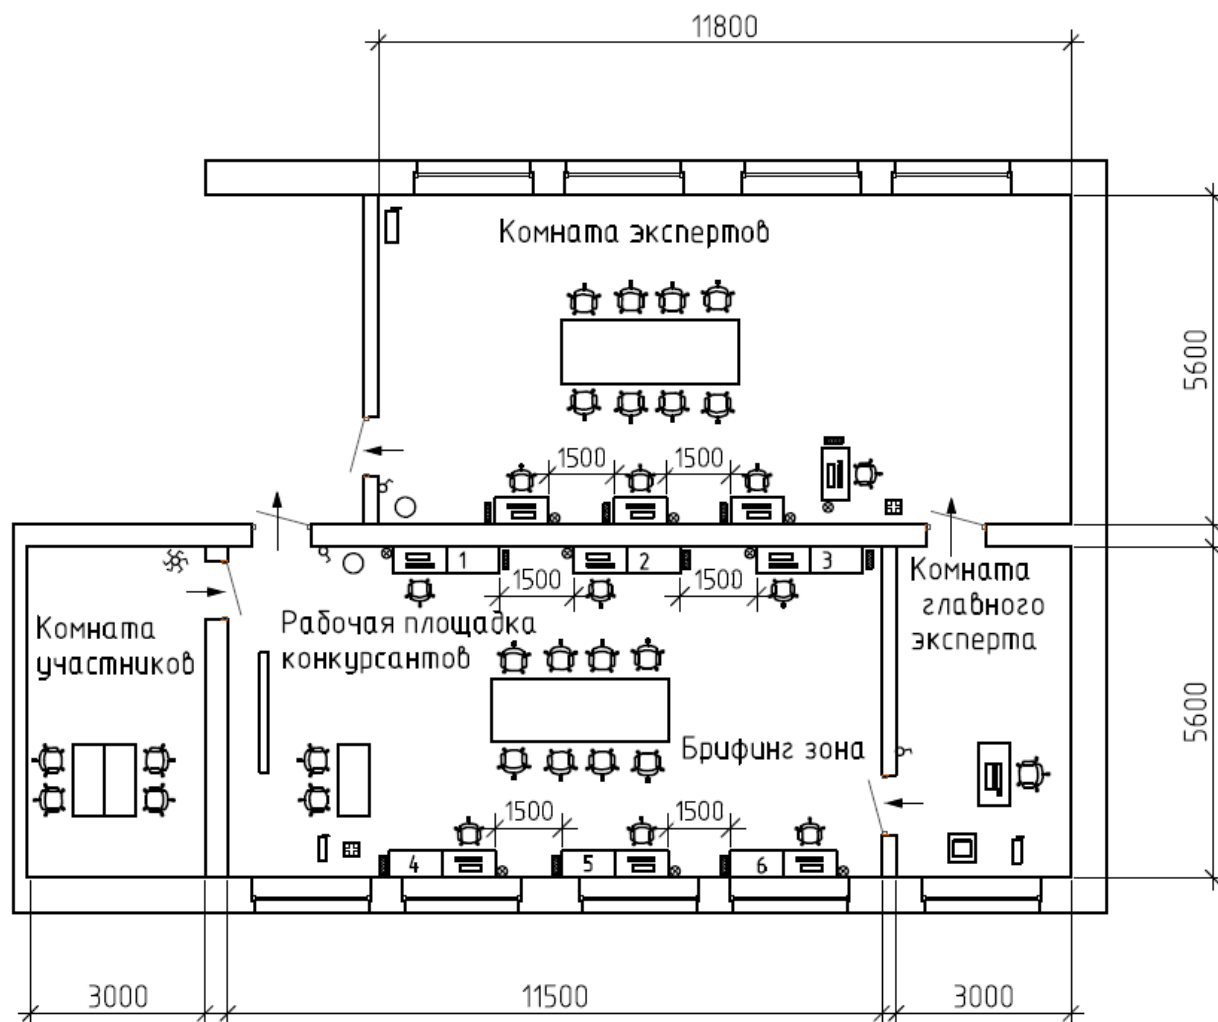 11800
Комната экспертов
5600
1500
1500
1
2
3
1500
1500
Комната
главного
эксперта
Комната
участников
Рабочая площадка
конкурсантов
5600
Брифинг зона
1500
1500
4
5
6
3000
11500
3000